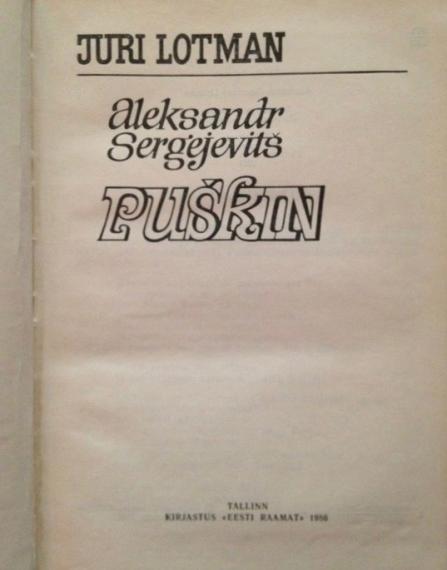 JURI LOTMAN
Aleksandr
Sergejevitš
PUŠKIN
TALLINN
KIRJASTUS «EESTI RAAMAT» 1986